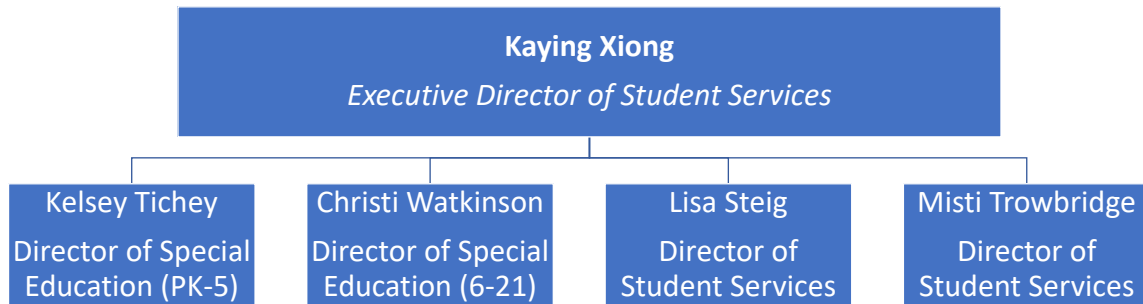 Kaying Xiong
Executive Director of Student Services
Kelsey Tichey
Director of Special
Education (PK-5)
Christi Watkinson
Director of Special
Education (6-21)
Lisa Steig
Director of
Student Services
Misti Trowbridge
Director of
Student Services